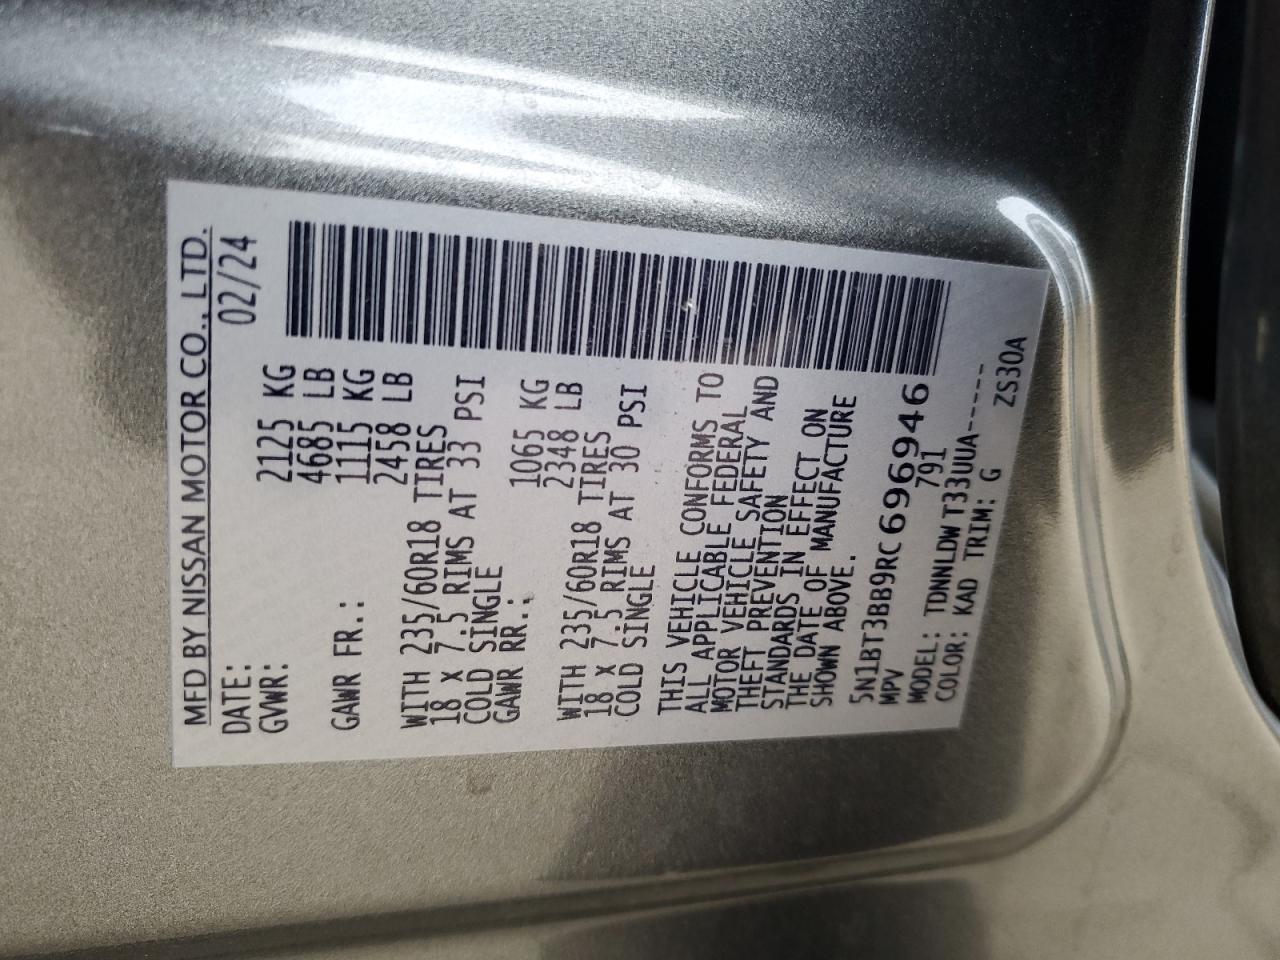 MFD BY NISSAN MOTOR CO., LTD.
DATE: 02/24
GVWR: 2125 KG
4685 LB
GAWR FR.: 1115 KG
2458 LB
WITH 235/60R18 TIRES
18 X 7.5 RIMS AT 33 PSI
COLD SINGLE
GAWR RR.: 1065 KG
2348 LB
WITH 235/60R18 TIRES
18 X 7.5 RIMS AT 30 PSI
COLD SINGLE
THIS VEHICLE CONFORMS TO
ALL APPLICABLE FEDERAL
MOTOR VEHICLE SAFETY AND
THEFT PREVENTION
STANDARDS IN EFFECT ON
THE DATE OF MANUFACTURE
SHOWN ABOVE.
5N1BT3BB9RC696946
MPV 791
MODEL: TDNNLDW T33UUA-----
COLOR: KAD TRIM: G ZS30A